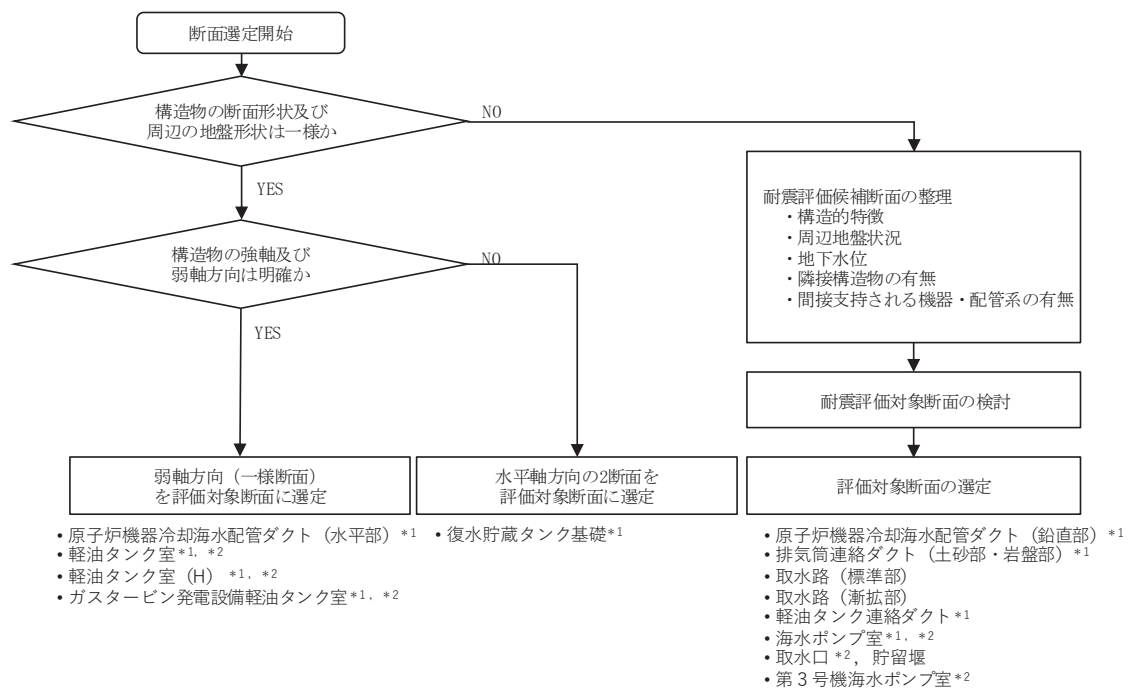 断面選定開始
構造物の断面形状及び
周辺の地盤形状は一様か
NO
YES
構造物の強軸及び
弱軸方向は明確か
NO
YES
耐震評価候補断面の整理
・構造的特徴
・周辺地盤状況
・地下水位
・隣接構造物の有無
・間接支持される機器・配管系の有無
耐震評価対象断面の検討
弱軸方向（一様断面）
を評価対象断面に選定
水平軸方向の2断面を
評価対象断面に選定
評価対象断面の選定
•原子炉機器冷却海水配管ダクト（水平部）*1
•軽油タンク室*1, *2
•軽油タンク室（H）*1, *2
•ガスタービン発電設備軽油タンク室*1, *2
•復水貯蔵タンク基礎*1
•原子炉機器冷却海水配管ダクト（鉛直部）*1
•排気筒連絡ダクト（土砂部・岩盤部）*1
•取水路（標準部）
•取水路（漸拡部）
•軽油タンク連絡ダクト*1
•海水ポンプ室*1, *2
•取水口*2，貯留堰
•第３号機海水ポンプ室*2